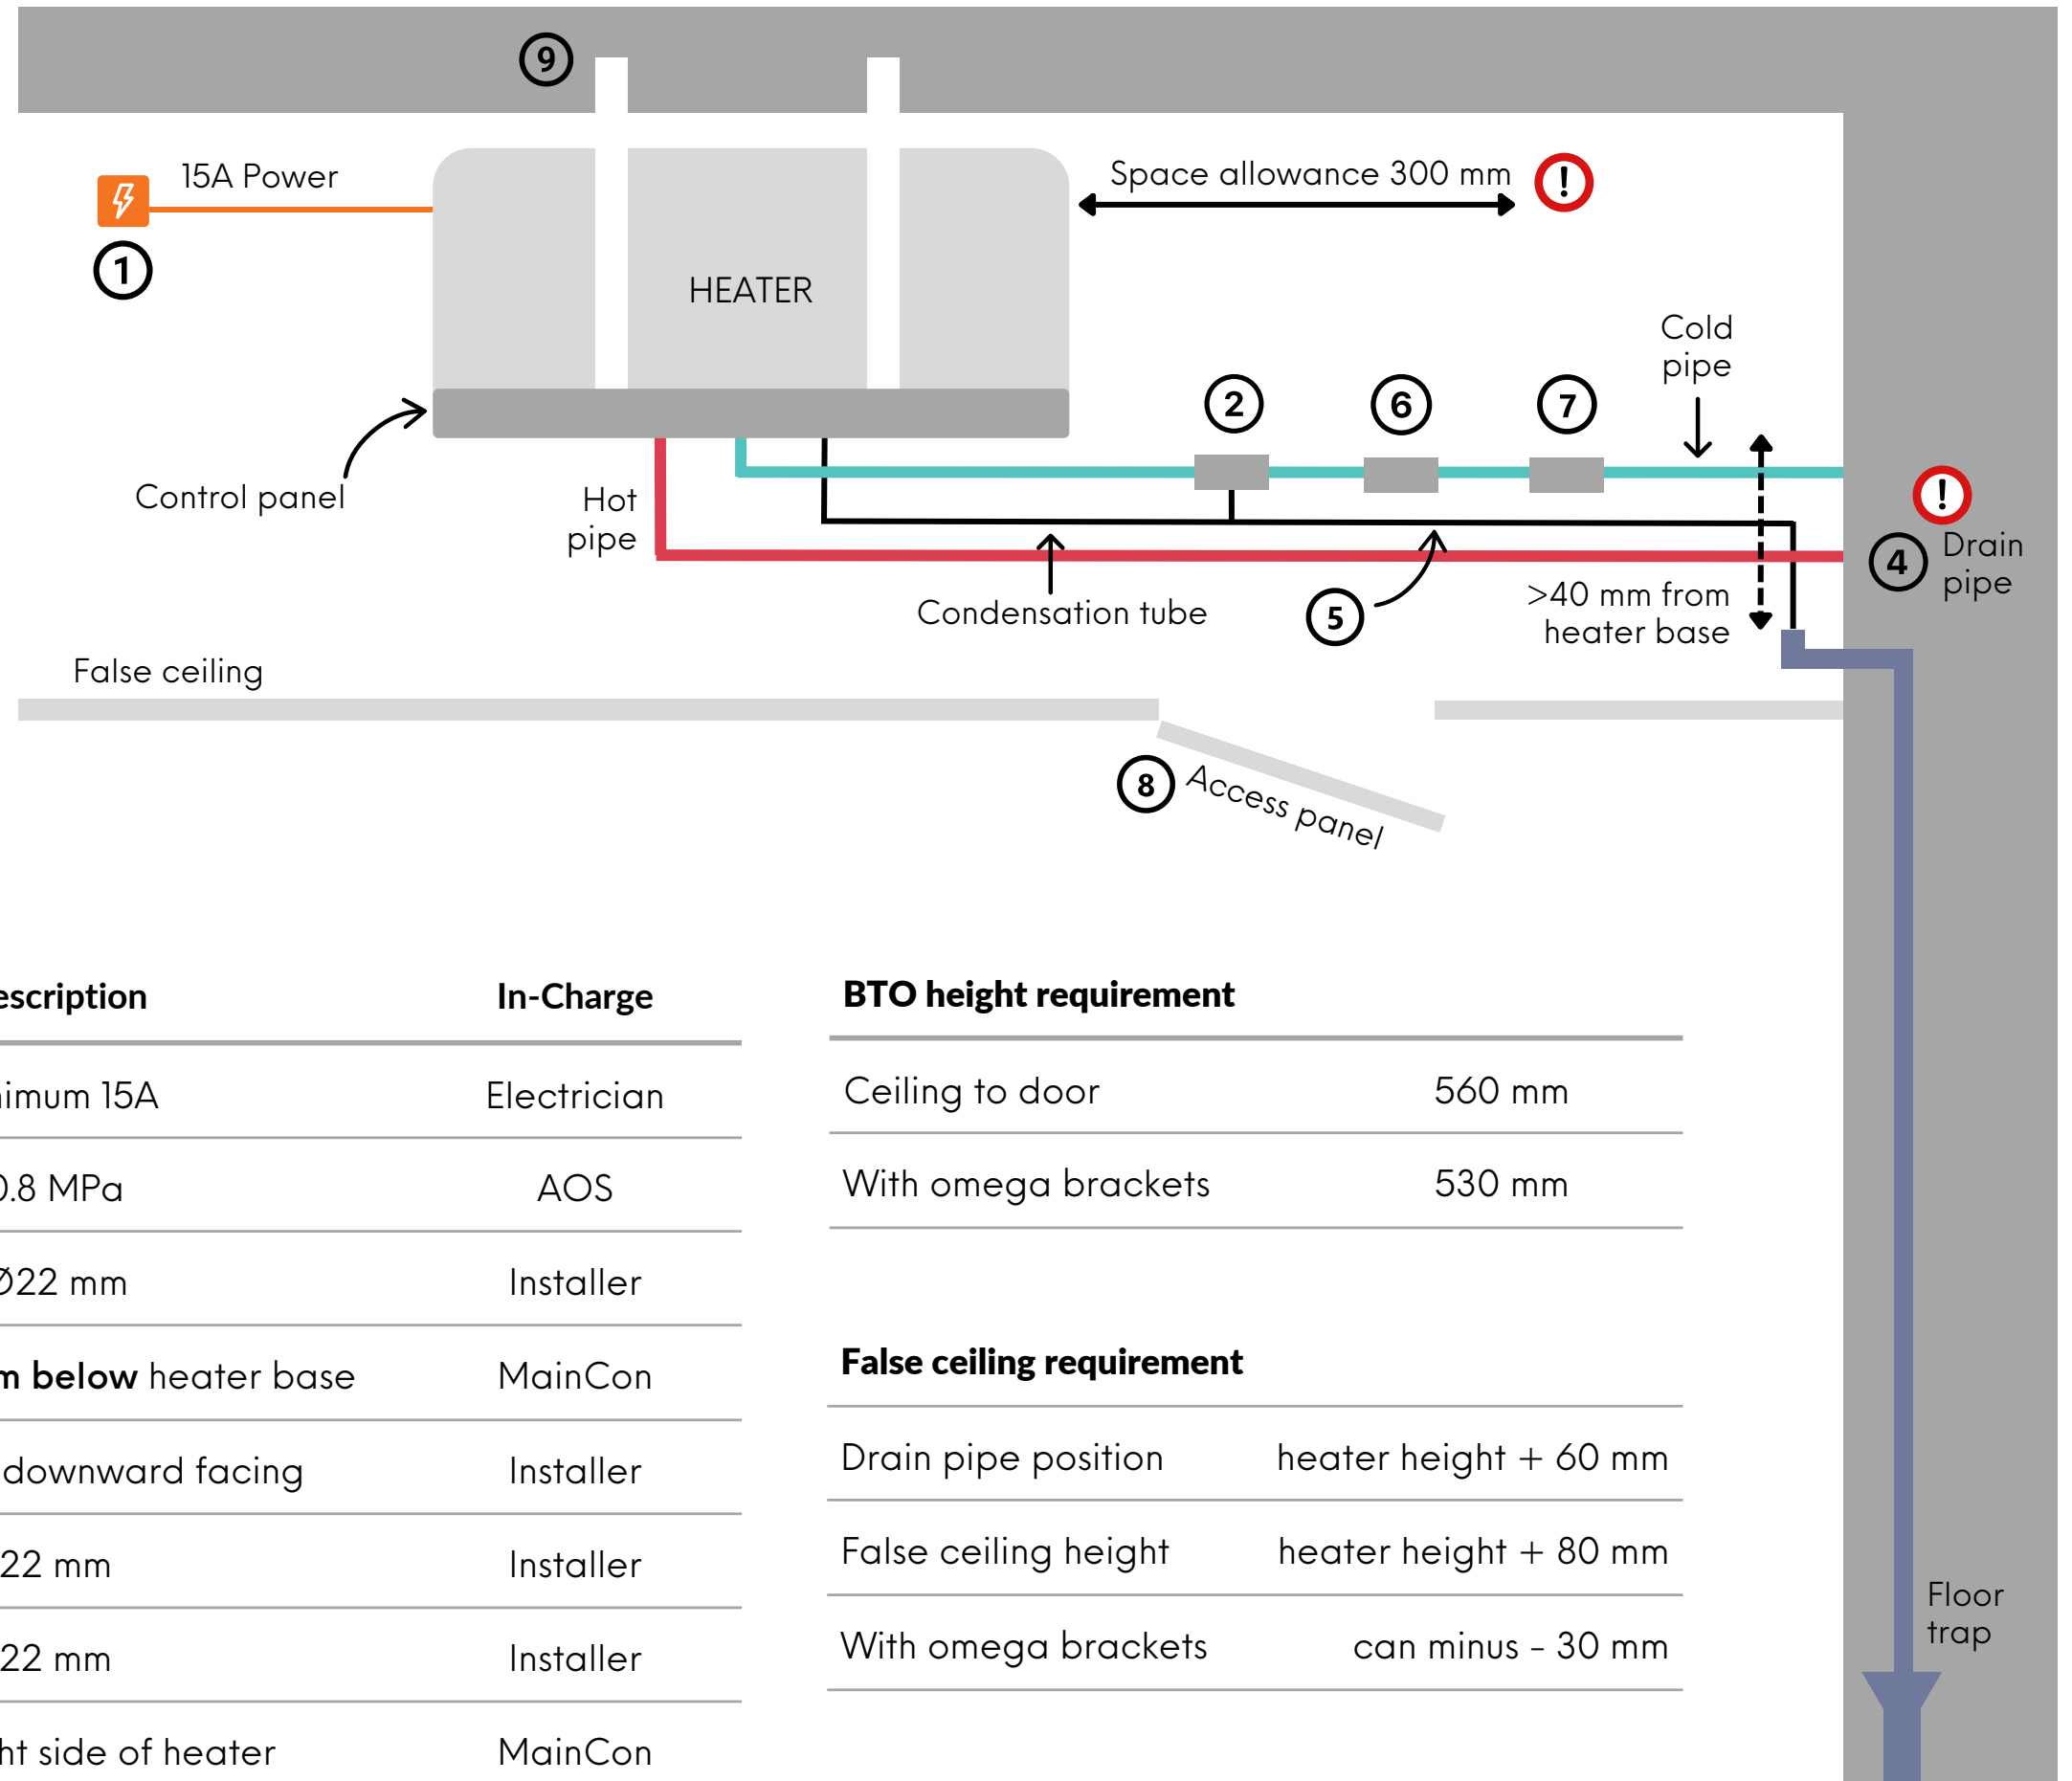 9
15A Power
1
Space allowance 300 mm
!
HEATER
Cold
pipe
2
6
7
Control panel
Hot
pipe
!
4
Drain
pipe
Condensation tube
5
>40 mm from
heater base
False ceiling
8
Access panel
escription In-Charge
nimum 15A Electrician
0.8 MPa AOS
Ø22 mm Installer
m below heater base MainCon
downward facing Installer
22 mm Installer
22 mm Installer
ht side of heater MainCon
BTO height requirement
Ceiling to door 560 mm
With omega brackets 530 mm
False ceiling requirement
Drain pipe position heater height + 60 mm
False ceiling height heater height + 80 mm
With omega brackets can minus - 30 mm
Floor
trap